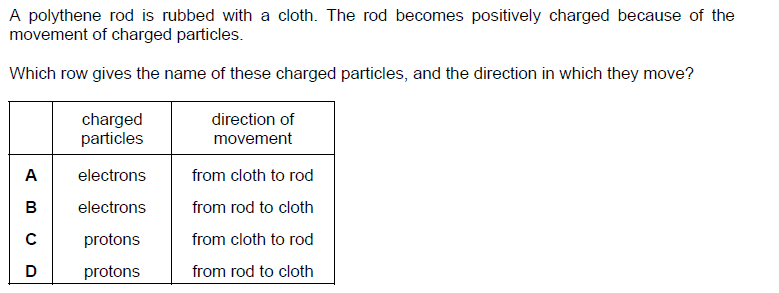 A polythene rod is rubbed with a cloth. The rod becomes positively charged because of the
movement of charged particles.
Which row gives the name of these charged particles, and the direction in which they move?
charged particles direction of movement
A electrons from cloth to rod
B electrons from rod to cloth
C protons from cloth to rod
D protons from rod to cloth